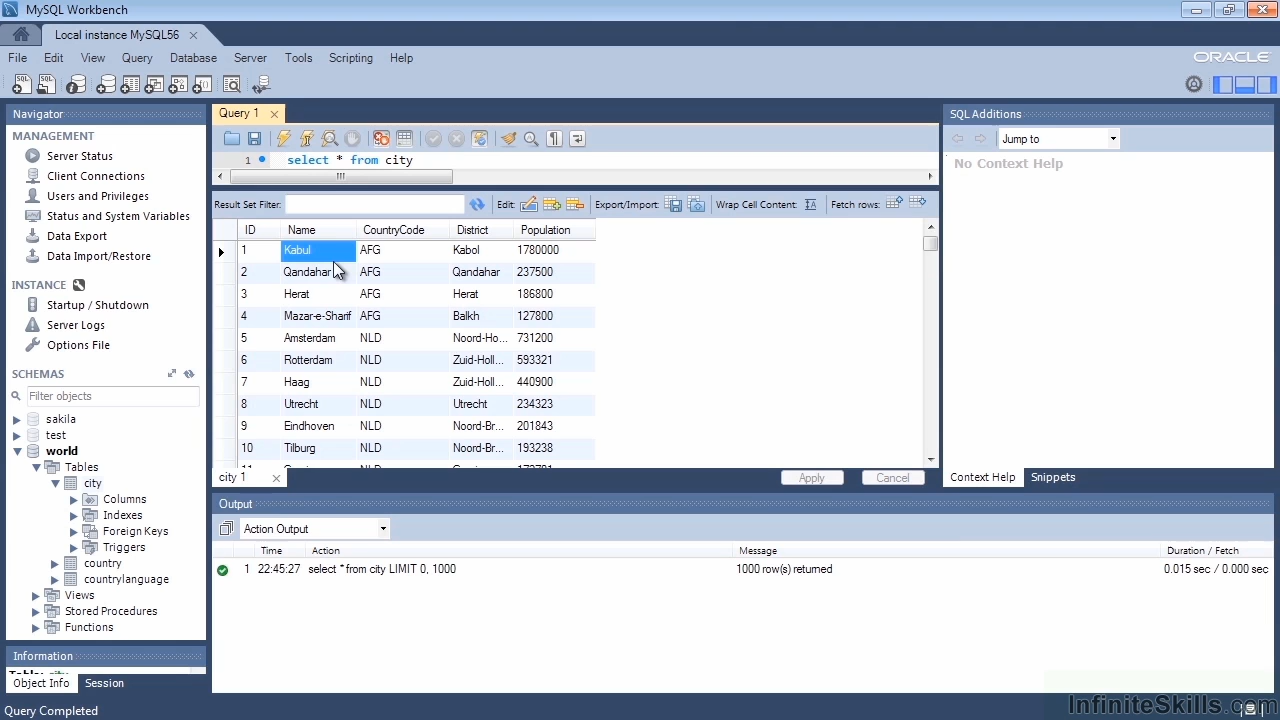 MySQL Workbench
Local instance MySQL56
File Edit View Query Database Server Tools Scripting Help
ORACLE
Navigator
MANAGEMENT
Server Status
Client Connections
Users and Privileges
Status and System Variables
Data Export
Data Import/Restore
INSTANCE
Startup / Shutdown
Server Logs
Options File
SCHEMAS
Filter objects
sakila
test
world
Tables
city
Columns
Indexes
Foreign Keys
Triggers
country
countrylanguage
Views
Stored Procedures
Functions
Information
Object Info Session
Query Completed
Query 1
1 select * from city
Result Set Filter: Edit: Export/Import: Wrap Cell Content: Fetch rows:
ID Name CountryCode District Population
1 Kabul AFG Kabol 1780000
2 Qandahar AFG Qandahar 237500
3 Herat AFG Herat 186800
4 Mazar-e-Sharif AFG Balkh 127800
5 Amsterdam NLD Noord-Ho... 731200
6 Rotterdam NLD Zuid-Holl... 593321
7 Haag NLD Zuid-Holl... 440900
8 Utrecht NLD Utrecht 234323
9 Eindhoven NLD Noord-Br... 201843
10 Tilburg NLD Noord-Br... 193238
city 1 Apply Cancel
SQL Additions
Jump to
No Context Help
Context Help Snippets
Output
Action Output
Time Action Message Duration / Fetch
1 22:45:27 select * from city LIMIT 0, 1000 1000 row(s) returned 0.015 sec / 0.000 sec
InfiniteSkills.com